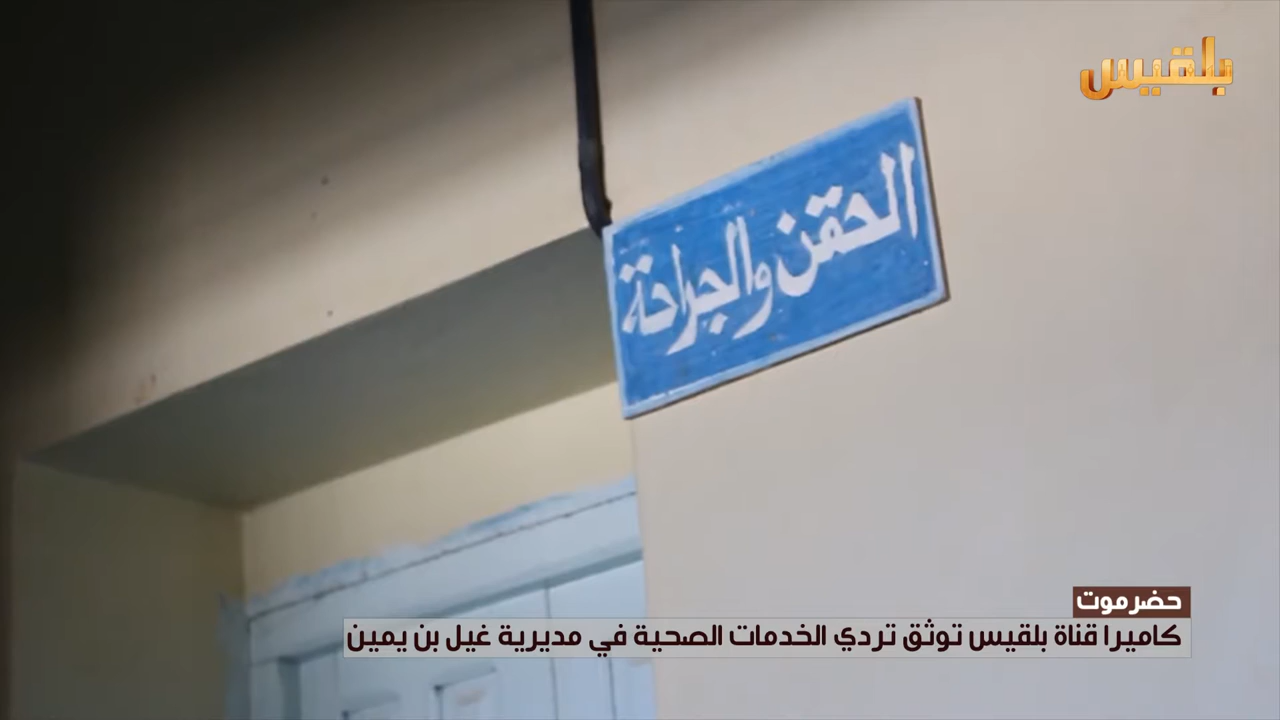 بلقيس
الحقن والجراحة
حضرموت
كاميرا قناة بلقيس توثق تردي الخدمات الصحية في مديرية غيل بن يمين